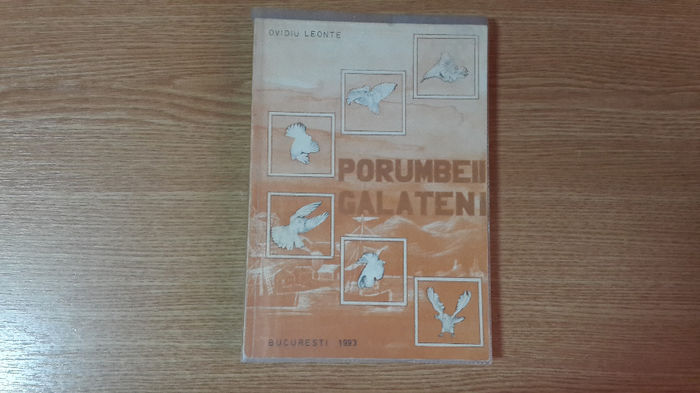 OVIDIU LEONTE
PORUMBEII
GALATENI
BUCURESTI 1993